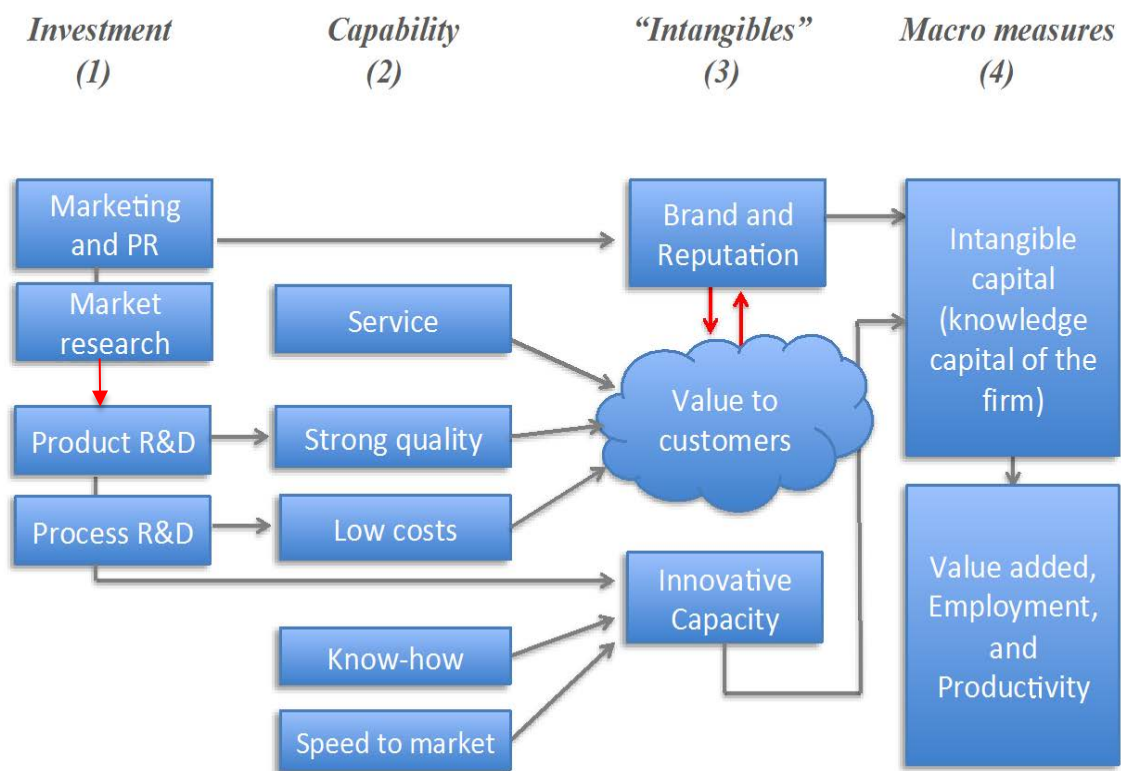 Investment
(1)
Capability
(2)
“Intangibles”
(3)
Macro measures
(4)
Marketing
and PR
Market
research
Product R&D
Process R&D
Service
Strong quality
Low costs
Know-how
Speed to market
Brand and
Reputation
Value to
customers
Innovative
Capacity
Intangible
capital
(knowledge
capital of the
firm)
Value added,
Employment,
and
Productivity